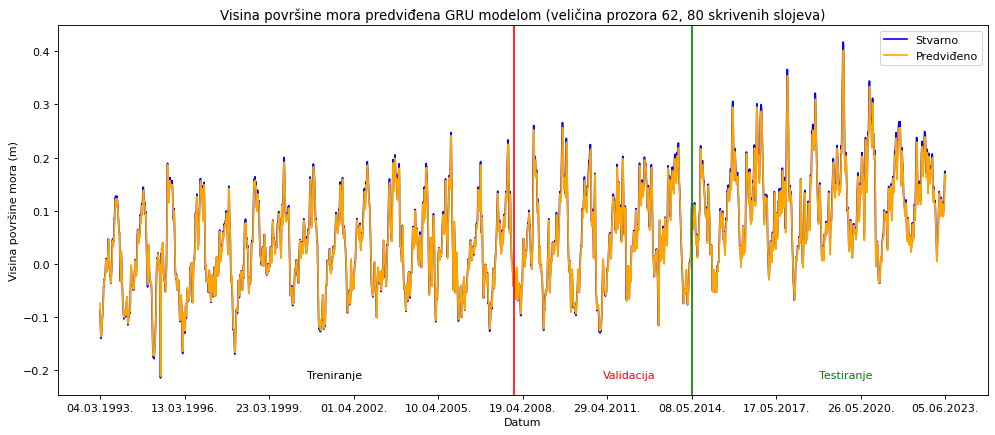 Visina površine mora predviđena GRU modelom (veličina prozora 62, 80 skrivenih slojeva)
Stvarno
Predviđeno
Visina površine mora (m)
0.4
0.3
0.2
0.1
0.0
−0.1
−0.2
Treniranje
Validacija
Testiranje
04.03.1993.
13.03.1996.
23.03.1999.
01.04.2002.
10.04.2005.
19.04.2008.
29.04.2011.
08.05.2014.
17.05.2017.
26.05.2020.
05.06.2023.
Datum